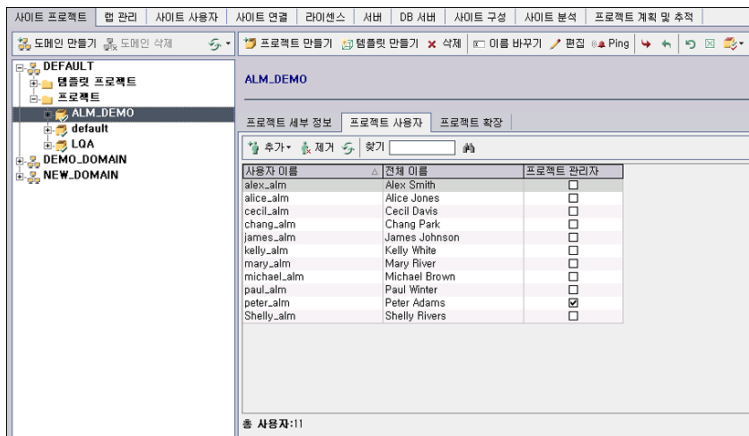 사이트 프로젝트 랩 관리 사이트 사용자 사이트 연결 라이센스 서버 DB 서버 사이트 구성 사이트 분석 프로젝트 계획 및 추적
도메인 만들기 도메인 삭제 프로젝트 만들기 템플릿 만들기 삭제 이름 바꾸기 편집 Ping
DEFAULT
템플릿 프로젝트
프로젝트
ALM_DEMO
default
LQA
DEMO_DOMAIN
NEW_DOMAIN
ALM_DEMO
프로젝트 세부 정보 프로젝트 사용자 프로젝트 확장
추가 제거 찾기
사용자 이름 전체 이름 프로젝트 관리자
alex_alm Alex Smith
alice_alm Alice Jones
cecil_alm Cecil Davis
chang_alm Chang Park
james_alm James Johnson
kelly_alm Kelly White
mary_alm Mary River
michael_alm Michael Brown
paul_alm Paul Winter
peter_alm Peter Adams
Shelly_alm Shelly Rivers
총 사용자:11